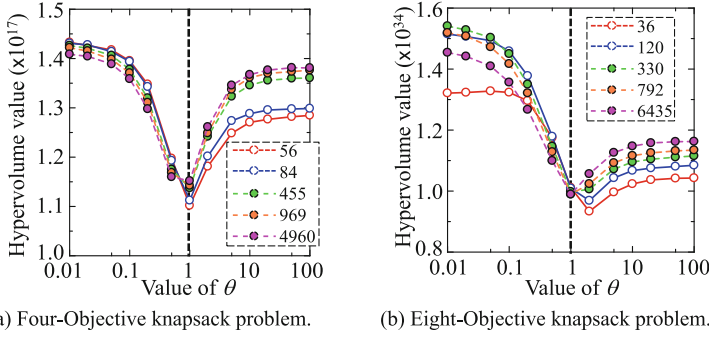 Hypervolume value (x10¹⁷)
1.5
1.4
1.3
1.2
1.1
1.0
56
84
455
969
4960
0.01 0.1 1 10 100
Value of θ
a) Four-Objective knapsack problem.
Hypervolume value (x10³⁴)
1.6
1.4
1.2
1.0
0.8
36
120
330
792
6435
0.01 0.1 1 10 100
Value of θ
(b) Eight-Objective knapsack problem.